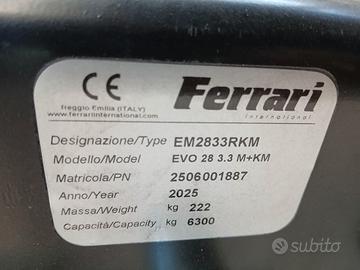 CE
Reggio Emilia (ITALY)
www.ferrariinternational.com
Ferrari
international
Designazione/Type EM2833RKM
Modello/Model EVO 28 3.3 M+KM
Matricola/PN 2506001887
Anno/Year 2025
Massa/Weight kg 222
Capacità/Capacity kg 6300
subito